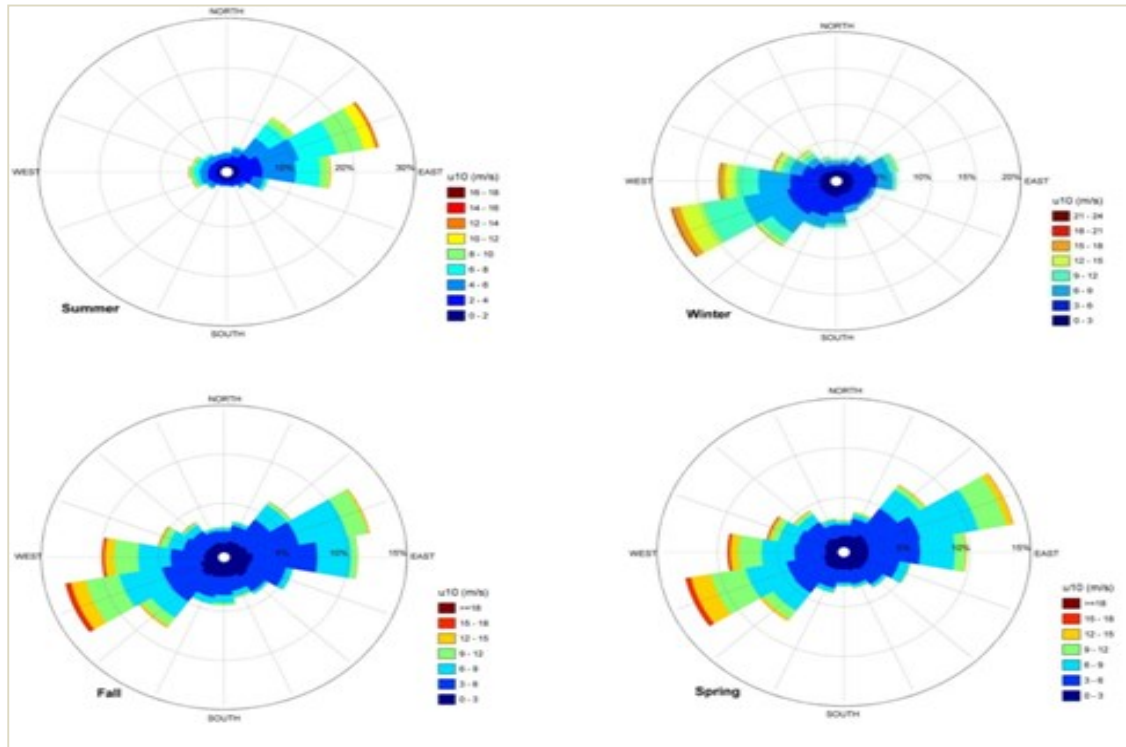 NORTH
WEST
EAST
SOUTH
10%
20%
30%
Summer
u10 (m/s)
16 - 18
14 - 16
12 - 14
10 - 12
8 - 10
6 - 8
4 - 6
2 - 4
0 - 2
NORTH
WEST
EAST
SOUTH
5%
10%
15%
20%
Winter
u10 (m/s)
21 - 24
18 - 21
15 - 18
12 - 15
9 - 12
6 - 9
3 - 6
0 - 3
NORTH
WEST
EAST
SOUTH
5%
10%
15%
Fall
u10 (m/s)
>=18
15 - 18
12 - 15
9 - 12
6 - 9
3 - 6
0 - 3
NORTH
WEST
EAST
SOUTH
5%
10%
15%
Spring
u10 (m/s)
>=18
15 - 18
12 - 15
9 - 12
6 - 9
3 - 6
0 - 3